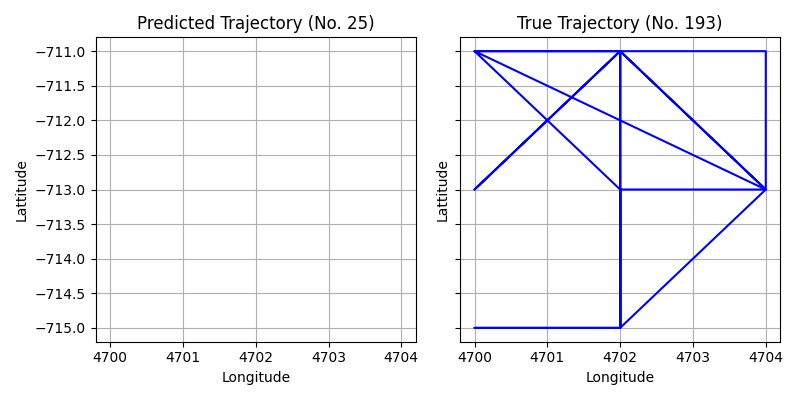 Predicted Trajectory (No. 25)
True Trajectory (No. 193)
−711.0
−711.5
−712.0
−712.5
−713.0
−713.5
−714.0
−714.5
−715.0
Lattitude
Lattitude
4700 4701 4702 4703 4704
4700 4701 4702 4703 4704
Longitude
Longitude